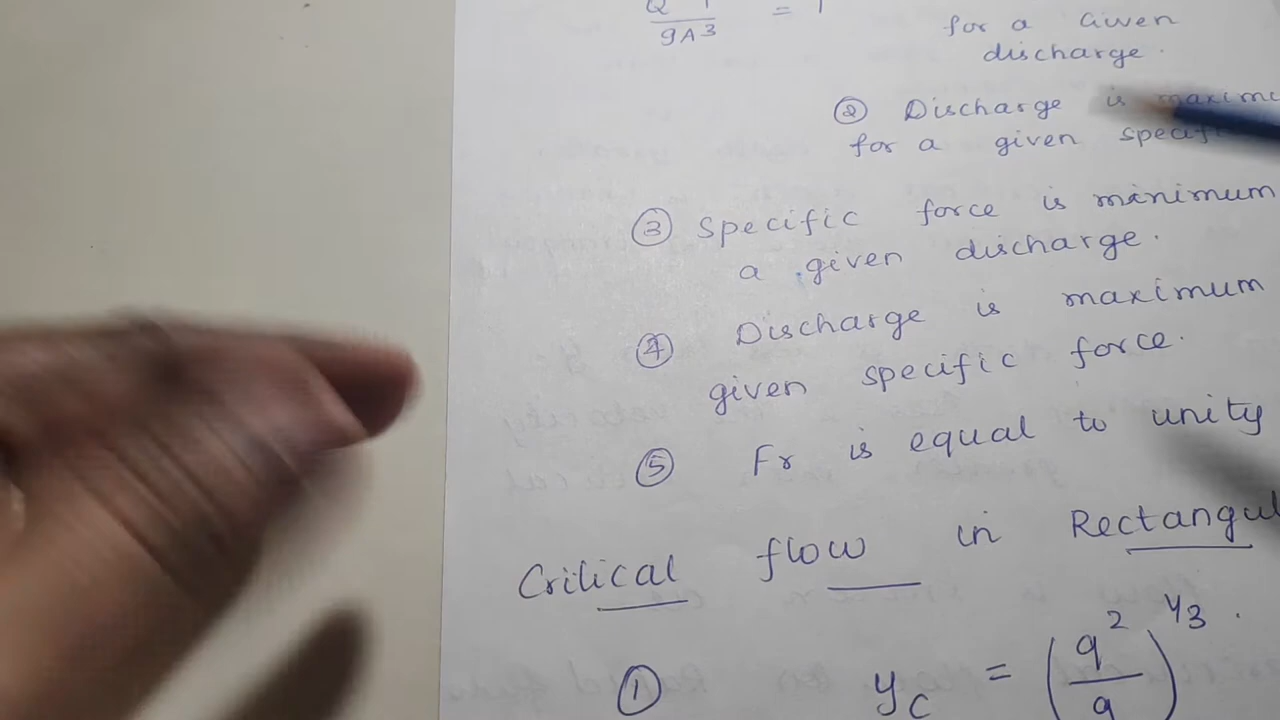 gA3 =
for a Given
discharge.
② Discharge is
for a given
③ Specific force is minimum
a given discharge.
④ Discharge is maximum
given specific force.
⑤ Fr is equal to unity
Critical flow in
① yc = (q2/g)1/3.